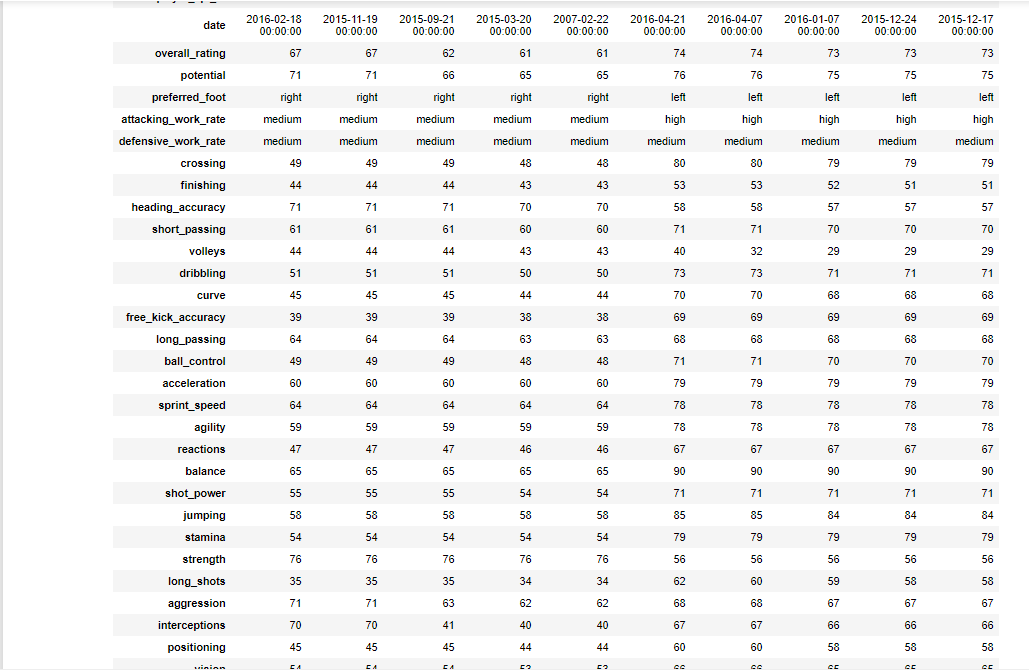 date 2016-02-18 00:00:00 2015-11-19 00:00:00 2015-09-21 00:00:00 2015-03-20 00:00:00 2007-02-22 00:00:00 2016-04-21 00:00:00 2016-04-07 00:00:00 2016-01-07 00:00:00 2015-12-24 00:00:00 2015-12-17 00:00:00
overall_rating 67 67 62 61 61 74 74 73 73 73
potential 71 71 66 65 65 76 76 75 75 75
preferred_foot right right right right right left left left left left
attacking_work_rate medium medium medium medium medium high high high high high
defensive_work_rate medium medium medium medium medium medium medium medium medium medium
crossing 49 49 49 48 48 80 80 79 79 79
finishing 44 44 44 43 43 53 53 52 51 51
heading_accuracy 71 71 71 70 70 58 58 57 57 57
short_passing 61 61 61 60 60 71 71 70 70 70
volleys 44 44 44 43 43 40 32 29 29 29
dribbling 51 51 51 50 50 73 73 71 71 71
curve 45 45 45 44 44 70 70 68 68 68
free_kick_accuracy 39 39 39 38 38 69 69 69 69 69
long_passing 64 64 64 63 63 68 68 68 68 68
ball_control 49 49 49 48 48 71 71 70 70 70
acceleration 60 60 60 60 60 79 79 79 79 79
sprint_speed 64 64 64 64 64 78 78 78 78 78
agility 59 59 59 59 59 78 78 78 78 78
reactions 47 47 47 46 46 67 67 67 67 67
balance 65 65 65 65 65 90 90 90 90 90
shot_power 55 55 55 54 54 71 71 71 71 71
jumping 58 58 58 58 58 85 85 84 84 84
stamina 54 54 54 54 54 79 79 79 79 79
strength 76 76 76 76 76 56 56 56 56 56
long_shots 35 35 35 34 34 62 60 59 58 58
aggression 71 71 63 62 62 68 68 67 67 67
interceptions 70 70 41 40 40 67 67 66 66 66
positioning 45 45 45 44 44 60 60 58 58 58